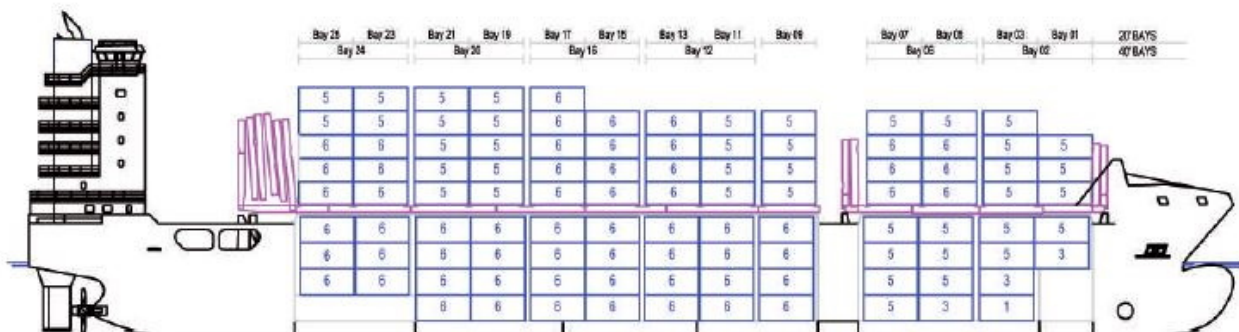 Bay 25 Bay 23 Bay 21 Bay 19 Bay 17 Bay 15 Bay 13 Bay 11 Bay 09 Bay 07 Bay 05 Bay 03 Bay 01 20' BAYS
Bay 24 Bay 20 Bay 16 Bay 12 Bay 06 Bay 02 40' BAYS
5 5 5 5 6
5 5 5 5 6 6 6 5 5 5 5 5
6 6 5 5 6 6 6 5 5 6 6 5 5
6 6 5 5 6 6 6 5 5 6 6 5 5
6 6 5 5 6 6 6 5 5 6 6 5 5
6 6 6 6 6 6 6 6 6 5 5 5 5
6 6 6 6 6 6 6 6 6 5 5 5 3
6 6 6 6 6 6 6 6 6 5 5 3
6 6 6 6 6 6 6 5 3 1